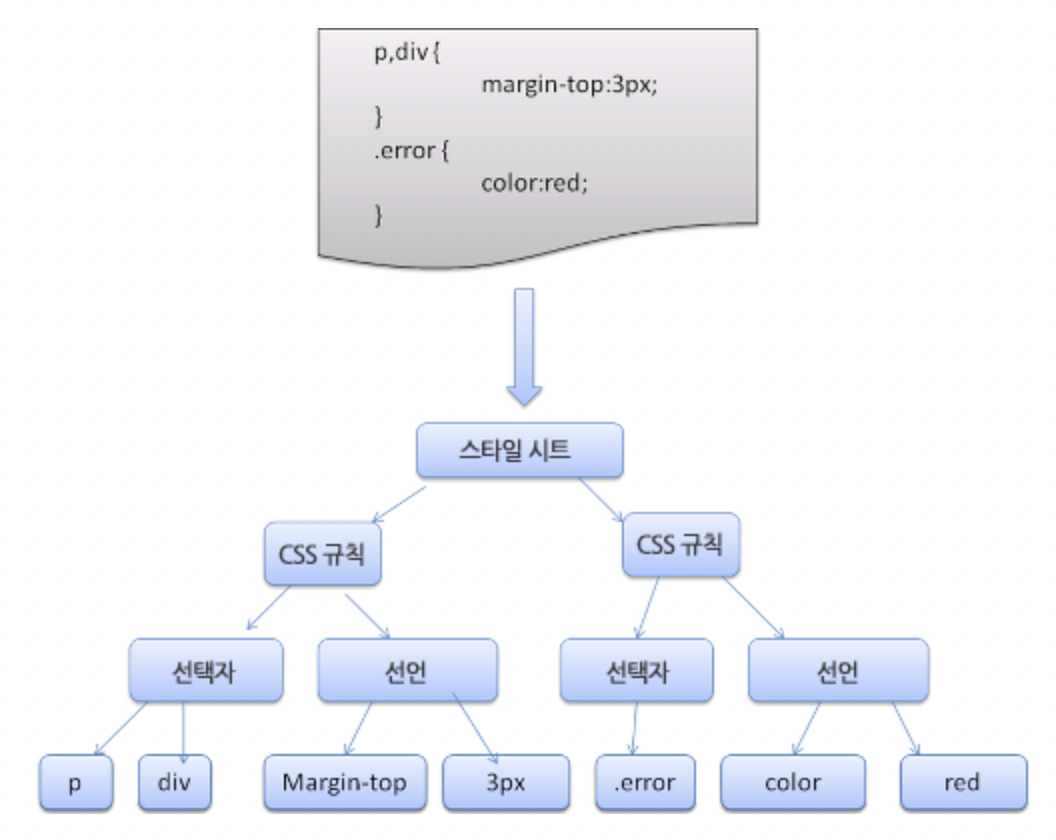 p,div {
margin-top:3px;
}
.error {
color:red;
}
스타일 시트
CSS 규칙
CSS 규칙
선택자
선언
선택자
선언
p
div
Margin-top
3px
.error
color
red